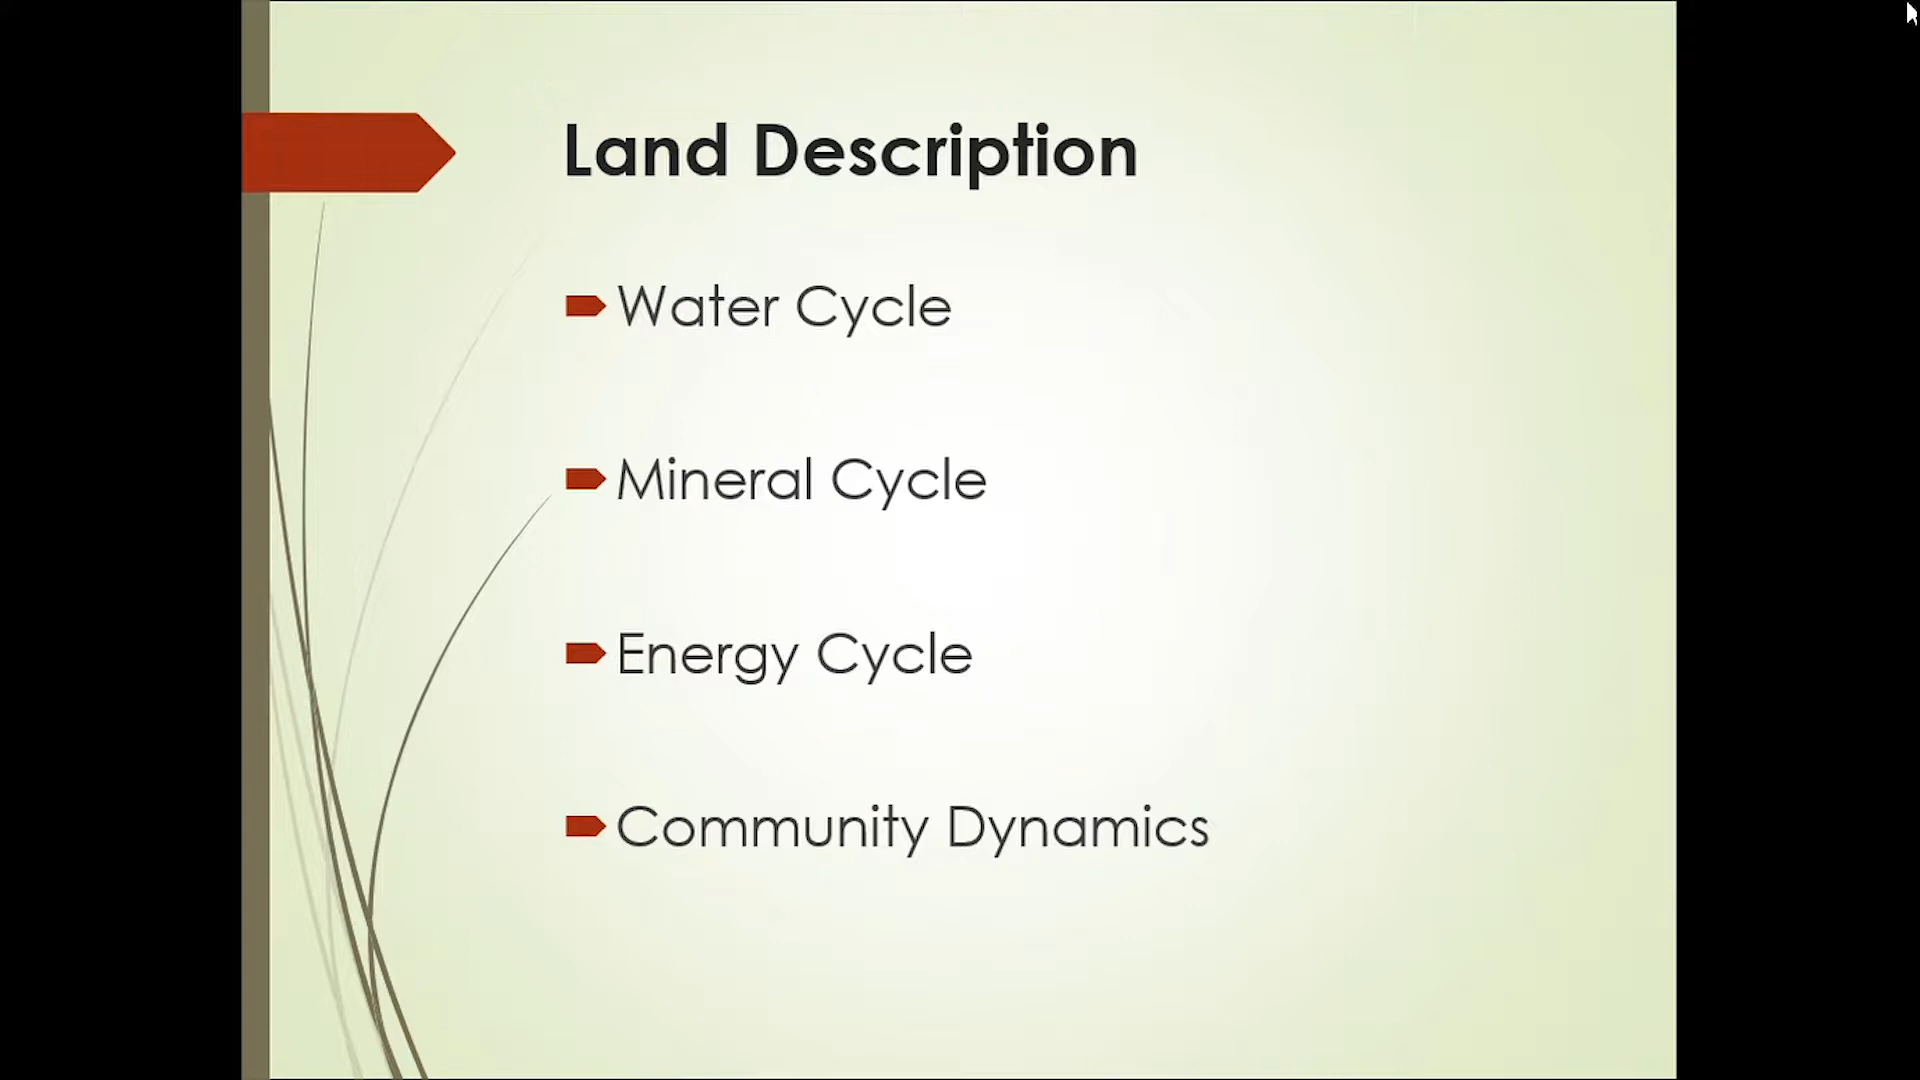 Land Description
Water Cycle
Mineral Cycle
Energy Cycle
Community Dynamics